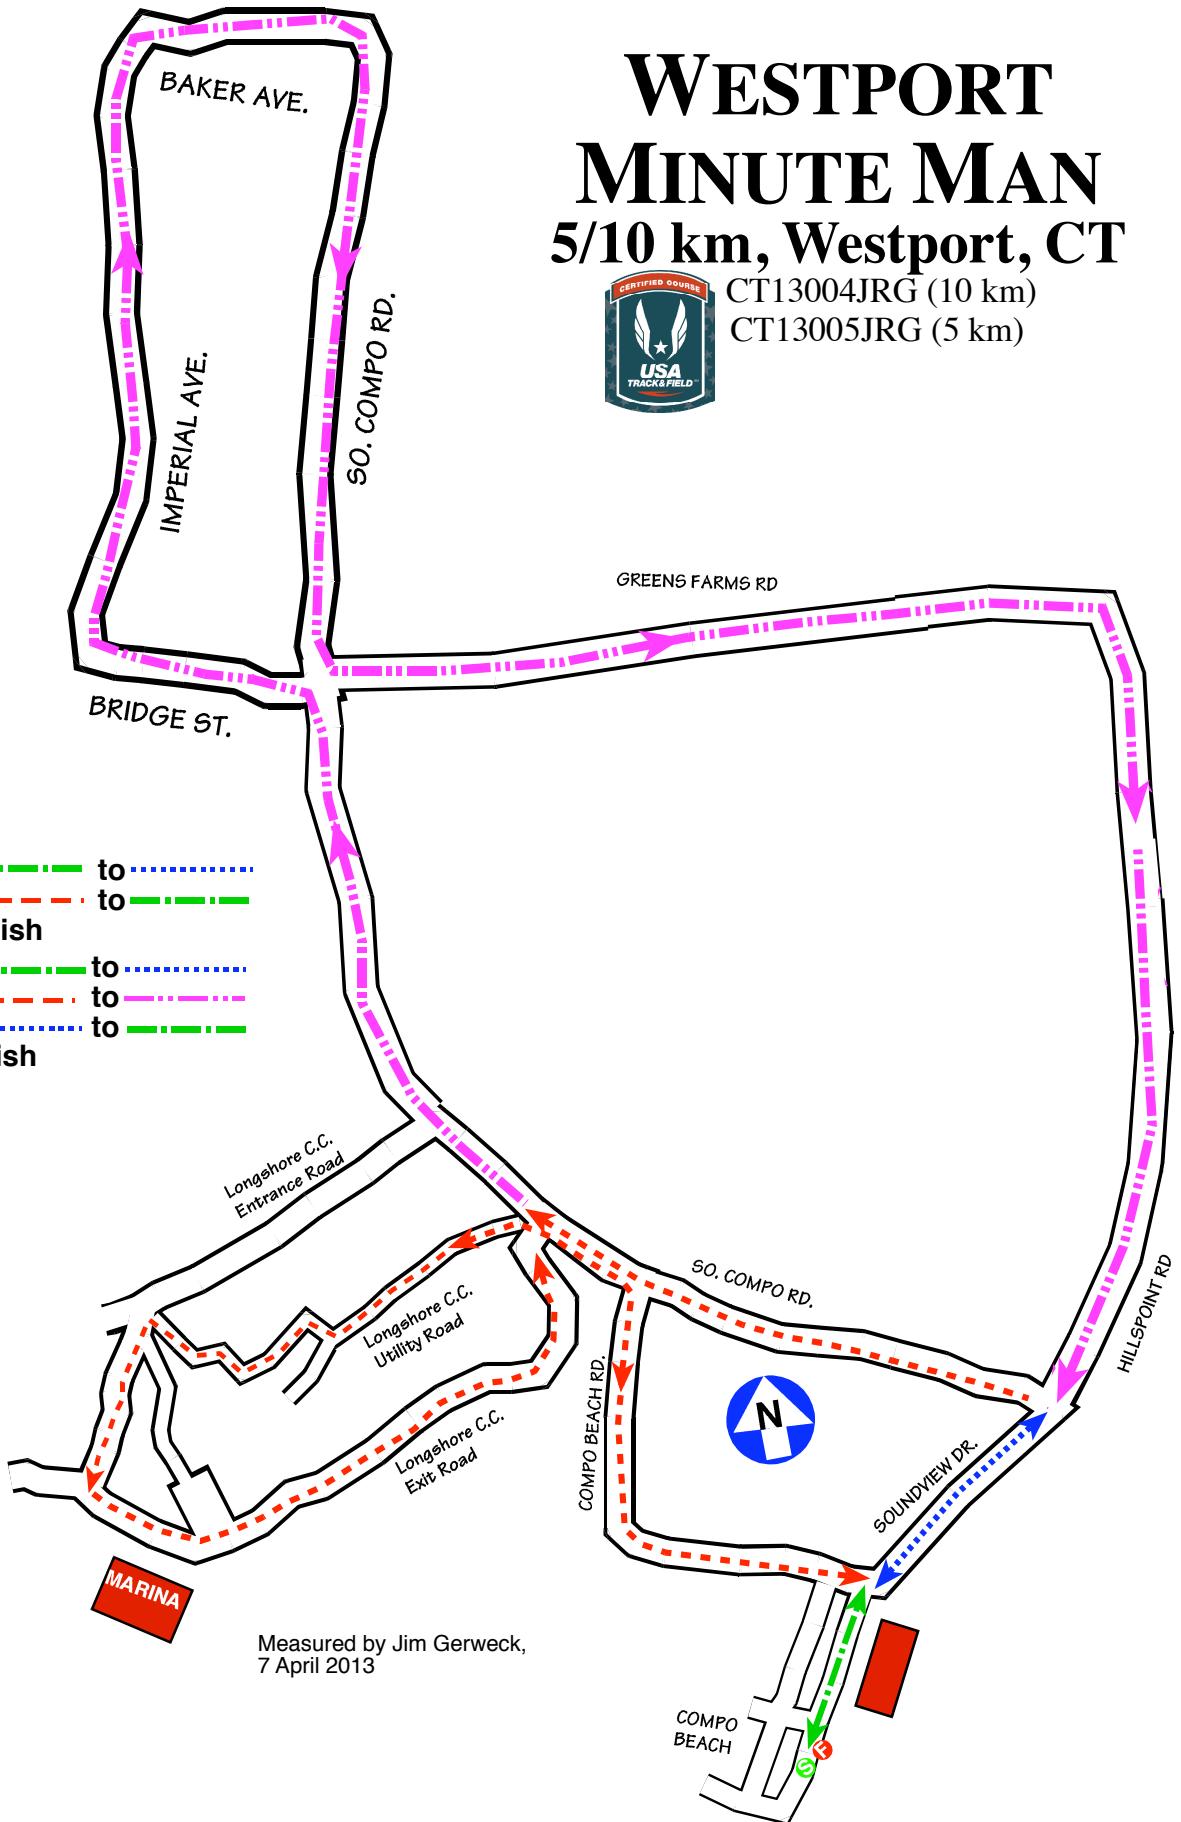 WESTPORT
MINUTE MAN
5/10 km, Westport, CT
CERTIFIED COURSE
USA
TRACK & FIELD
CT13004JRG (10 km)
CT13005JRG (5 km)
BAKER AVE.
SO. COMPO RD.
IMPERIAL AVE.
GREENS FARMS RD
BRIDGE ST.
to
to
ish
to
to
to
ish
Longshore C.C.
Entrance Road
SO. COMPO RD.
HILLSPOINT RD
Longshore C.C.
Utility Road
COMPO BEACH RD.
N
Longshore C.C.
Exit Road
SOUNDVIEW DR.
MARINA
Measured by Jim Gerweck,
7 April 2013
COMPO
BEACH
F
S